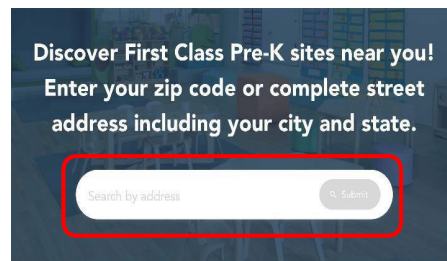 Discover First Class Pre-K sites near you!
Enter your zip code or complete street
address including your city and state.
Search by address
Submit